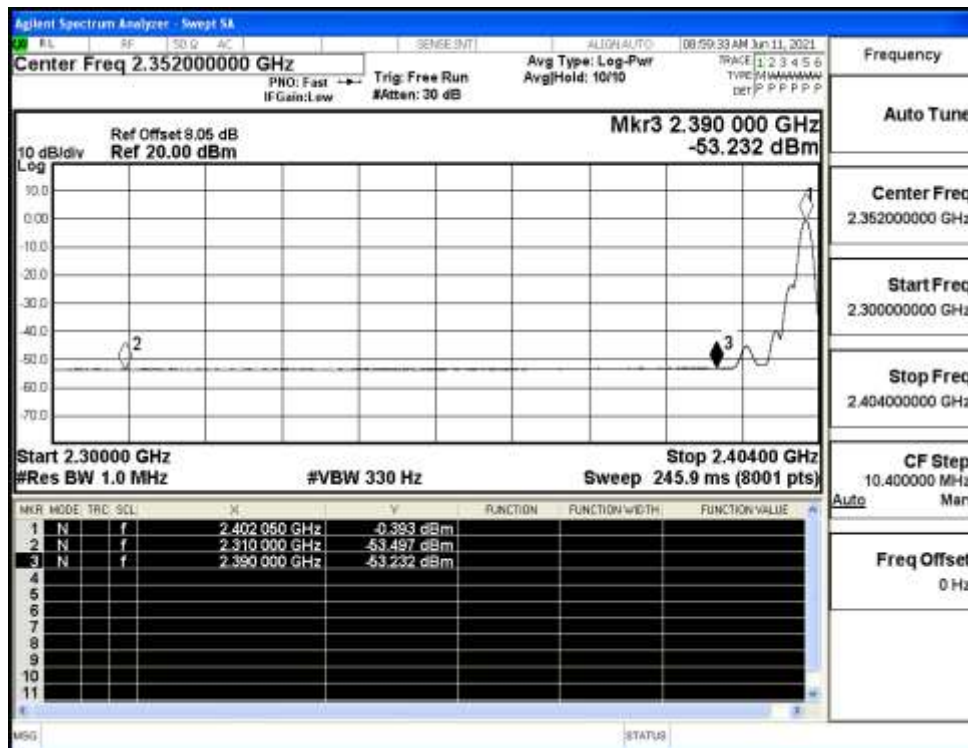 Agilent Spectrum Analyzer - Swept SA
RL RF 50 Ω AC SENSE:INT ALIGN AUTO 08:59:33 AM Jun 11, 2021
Center Freq 2.352000000 GHz
PNO: Fast
IFGain:Low
Trig: Free Run
#Atten: 30 dB
Avg Type: Log-Pwr
Avg|Hold: 10/10
TRACE 1 2 3 4 5 6
TYPE M W W W W W
DET P P P P P P
Ref Offset 8.05 dB
10 dB/div Ref 20.00 dBm
Log
Mkr3 2.390 000 GHz
-53.232 dBm
10.0
0.00
-10.0
-20.0
-30.0
-40.0
-50.0
-60.0
-70.0
1
2
3
Start 2.30000 GHz Stop 2.40400 GHz
#Res BW 1.0 MHz #VBW 330 Hz Sweep 245.9 ms (8001 pts)
MKR MODE TRC SCL X Y FUNCTION FUNCTION WIDTH FUNCTION VALUE
1 N f 2.402 050 GHz -0.393 dBm
2 N f 2.310 000 GHz -53.497 dBm
3 N f 2.390 000 GHz -53.232 dBm
4
5
6
7
8
9
10
11
MSG STATUS
Frequency
Auto Tune
Center Freq
2.352000000 GHz
Start Freq
2.300000000 GHz
Stop Freq
2.404000000 GHz
CF Step
10.400000 MHz
Auto Man
Freq Offset
0 Hz